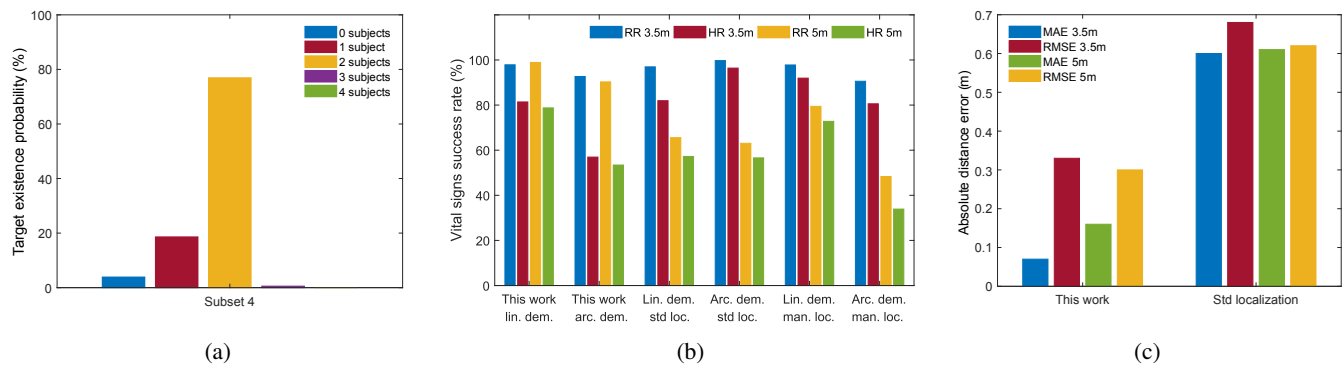 Target existence probability (%)
100
80
60
40
20
0
0 subjects
1 subject
2 subjects
3 subjects
4 subjects
Subset 4
(a)
Vital signs success rate (%)
100
80
60
40
20
0
RR 3.5m HR 3.5m RR 5m HR 5m
This work This work Lin. dem. Arc. dem. Lin. dem. Arc. dem.
lin. dem. arc. dem. std loc. std loc. man. loc. man. loc.
(b)
Absolute distance error (m)
0.7
0.6
0.5
0.4
0.3
0.2
0.1
0
MAE 3.5m
RMSE 3.5m
MAE 5m
RMSE 5m
This work Std localization
(c)